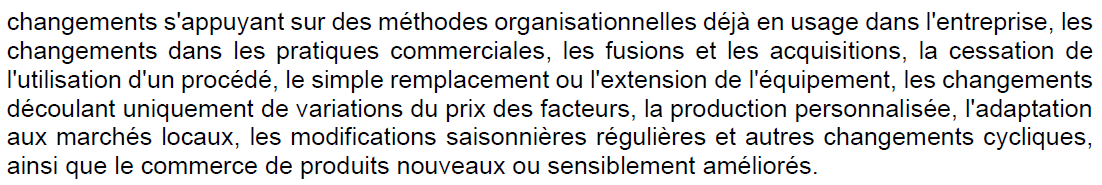 changements s'appuyant sur des méthodes organisationnelles déjà en usage dans l'entreprise, les
changements dans les pratiques commerciales, les fusions et les acquisitions, la cessation de
l'utilisation d'un procédé, le simple remplacement ou l'extension de l'équipement, les changements
découlant uniquement de variations du prix des facteurs, la production personnalisée, l'adaptation
aux marchés locaux, les modifications saisonnières régulières et autres changements cycliques,
ainsi que le commerce de produits nouveaux ou sensiblement améliorés.